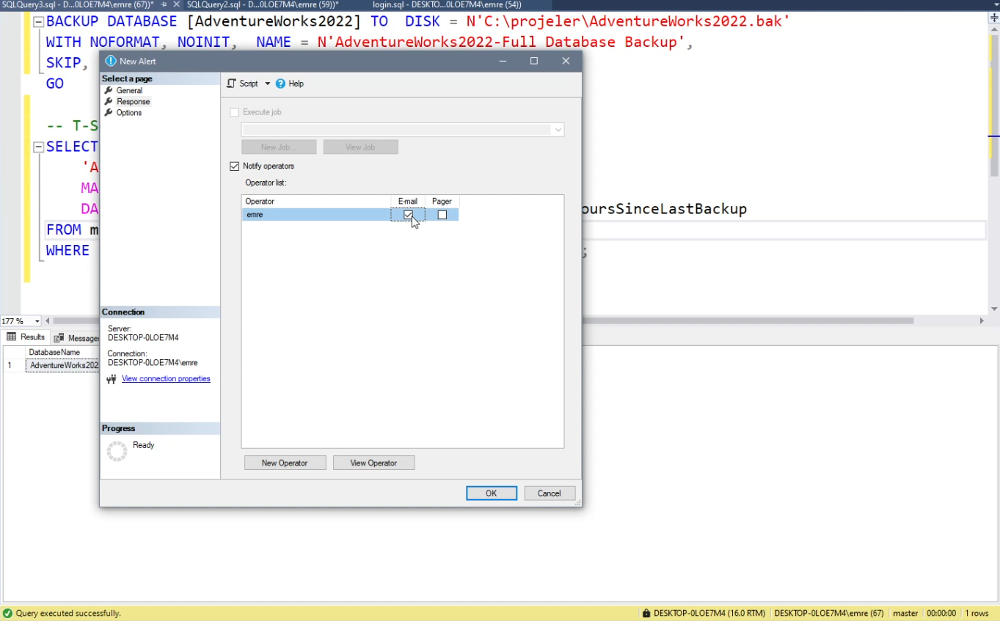 SQLQuery3.sql - D...0LOE7M4\emre (67))*
SQLQuery2.sql - D...0LOE7M4\emre (59))*
login.sql - DESKTO...0LOE7M4\emre (54))
BACKUP DATABASE [AdventureWorks2022] TO  DISK = N'C:\projeler\AdventureWorks2022.bak'
WITH NOFORMAT, NOINIT,  NAME = N'AdventureWorks2022-Full Database Backup',
SKIP,
GO
-- T-S
SELECT
'A
MA
DA
oursSinceLastBackup
FROM m
WHERE
;
New Alert
Select a page
General
Response
Options
Script
Help
Execute job
New Job...
View Job
Notify operators
Operator list:
Operator E-mail Pager
emre
Connection
Server:
DESKTOP-0LOE7M4
Connection:
DESKTOP-0LOE7M4\emre
View connection properties
Progress
Ready
New Operator
View Operator
OK
Cancel
177 %
Results
Message
DatabaseName
1 AdventureWorks202
Query executed successfully.
DESKTOP-0LOE7M4 (16.0 RTM)
DESKTOP-0LOE7M4\emre (67)
master
00:00:00
1 rows